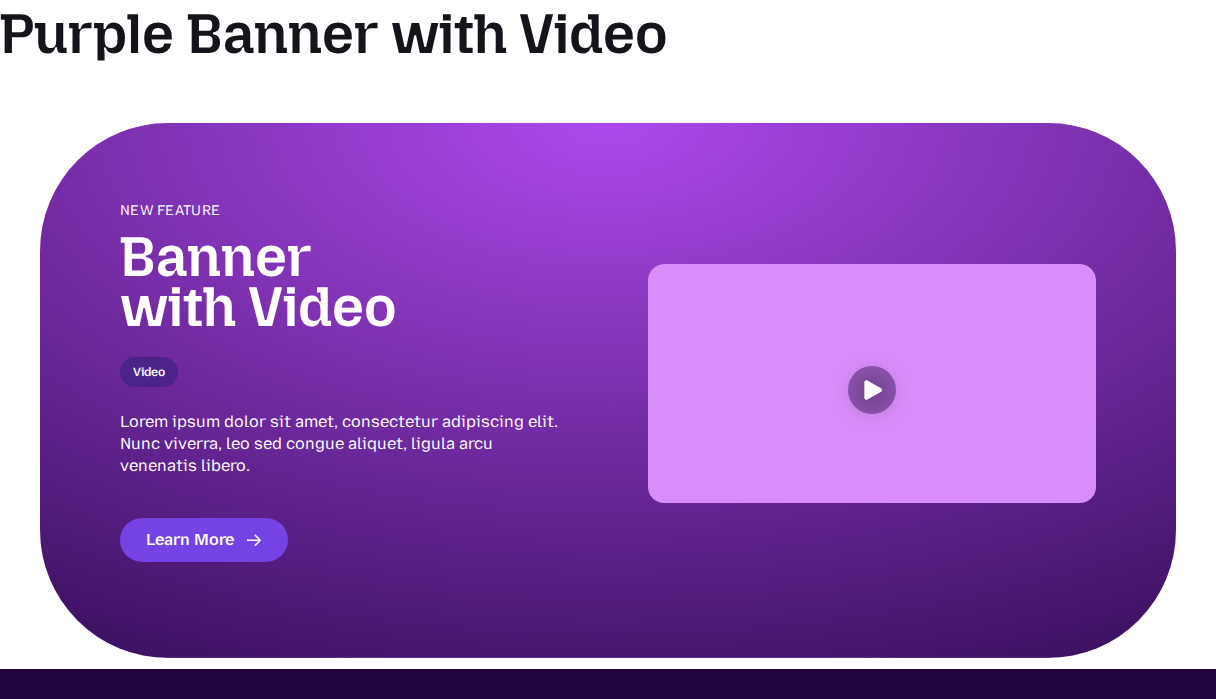 Purple Banner with Video
NEW FEATURE
Banner
with Video
Video
Lorem ipsum dolor sit amet, consectetur adipiscing elit.
Nunc viverra, leo sed congue aliquet, ligula arcu
venenatis libero.
Learn More